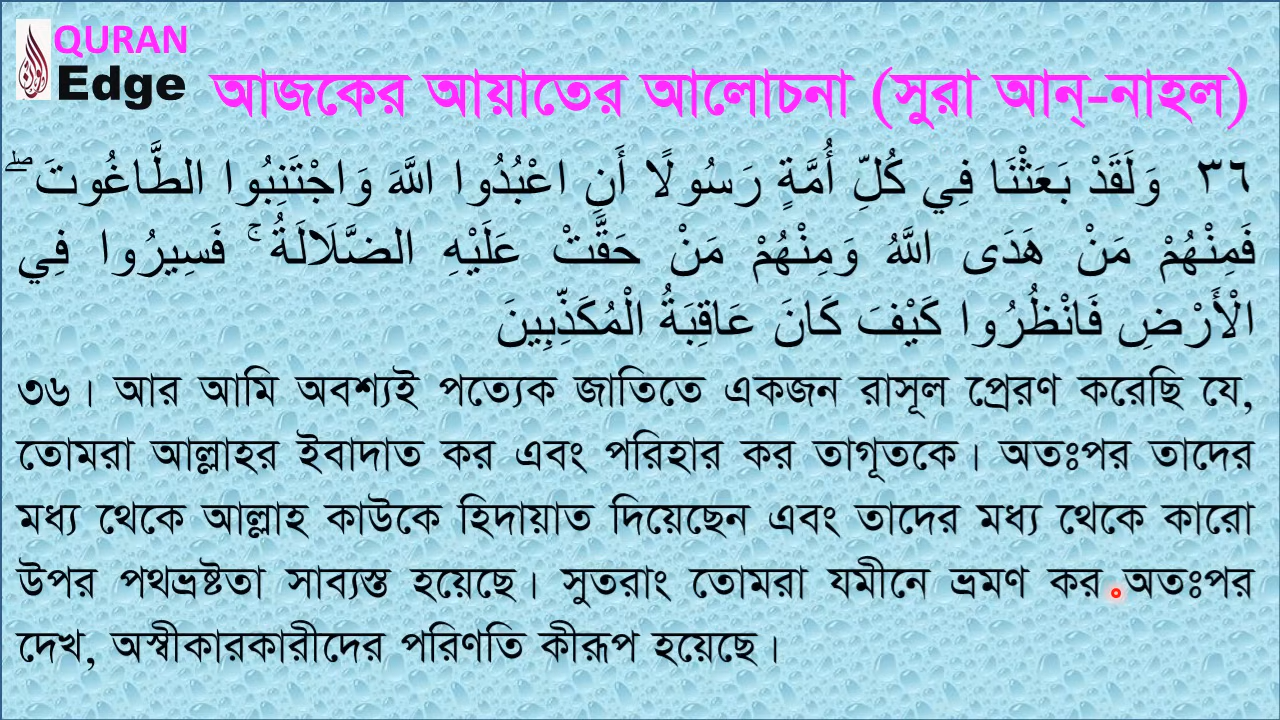 QURAN
Edge
আজকের আয়াতের আলোচনা (সুরা আন্-নাহল)
٣٦ وَلَقَدْ بَعَثْنَا فِي كُلِّ أُمَّةٍ رَسُولًا أَنِ اعْبُدُوا اللَّهَ وَاجْتَنِبُوا الطَّاغُوتَ ۖ
فَمِنْهُمْ مَنْ هَدَى اللَّهُ وَمِنْهُمْ مَنْ حَقَّتْ عَلَيْهِ الضَّلَالَةُ ۚ فَسِيرُوا فِي
الْأَرْضِ فَانْظُرُوا كَيْفَ كَانَ عَاقِبَةُ الْمُكَذِّبِينَ
৩৬। আর আমি অবশ্যই পত্যেক জাতিতে একজন রাসূল প্রেরণ করেছি যে,
তোমরা আল্লাহর ইবাদাত কর এবং পরিহার কর তাগূতকে। অতঃপর তাদের
মধ্য থেকে আল্লাহ কাউকে হিদায়াত দিয়েছেন এবং তাদের মধ্য থেকে কারো
উপর পথভ্রষ্টতা সাব্যস্ত হয়েছে। সুতরাং তোমরা যমীনে ভ্রমণ কর অতঃপর
দেখ, অস্বীকারকারীদের পরিণতি কীরূপ হয়েছে।